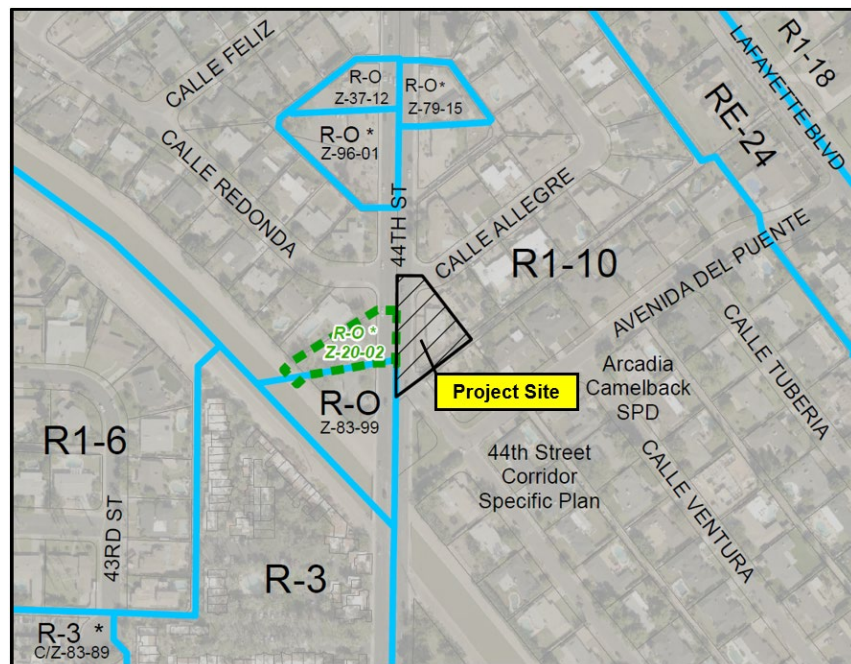 CALLE FELIZ
R-O
Z-37-12
R-O*
Z-79-15
R-O *
Z-96-01
R1-18
LAFAYETTE BLVD
RE-24
CALLE REDONDA
44TH ST
CALLE ALLEGRE
R1-10
AVENIDA DEL PUENTE
R-O *
Z-20-02
Project Site
Arcadia
Camelback
SPD
CALLE TUBERIA
R-O
Z-83-99
R1-6
44th Street
Corridor
Specific Plan
CALLE VENTURA
43RD ST
R-3
R-3 *
C/Z-83-89